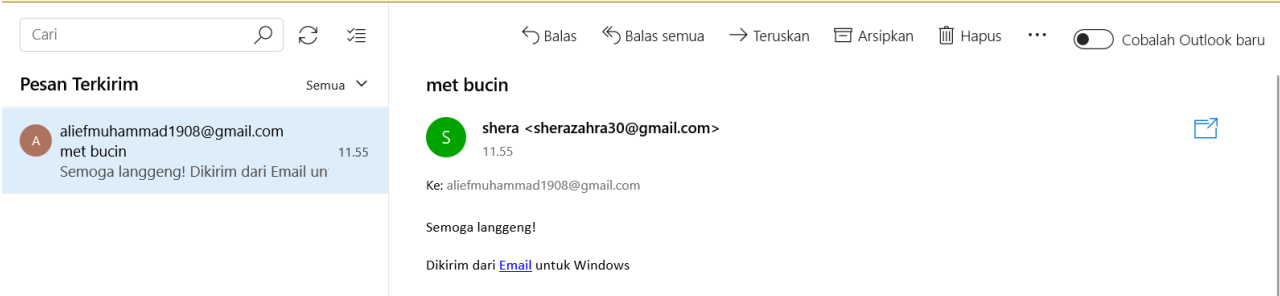 Cari
Balas
Balas semua
Teruskan
Arsipkan
Hapus
Cobalah Outlook baru
Pesan Terkirim
Semua
A
aliefmuhammad1908@gmail.com
met bucin
11.55
Semoga langgeng! Dikirim dari Email un
met bucin
S
shera <sherazahra30@gmail.com>
11.55
Ke: aliefmuhammad1908@gmail.com
Semoga langgeng!
Dikirim dari Email untuk Windows